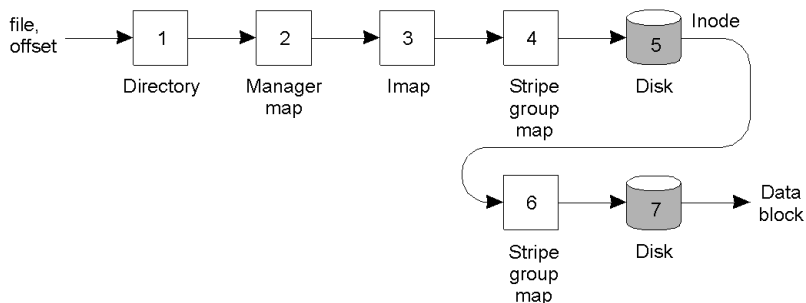 file,
offset
1
2
3
4
5
Inode
Directory
Manager
map
Imap
Stripe
group
map
Disk
6
7
Data
block
Stripe
group
map
Disk